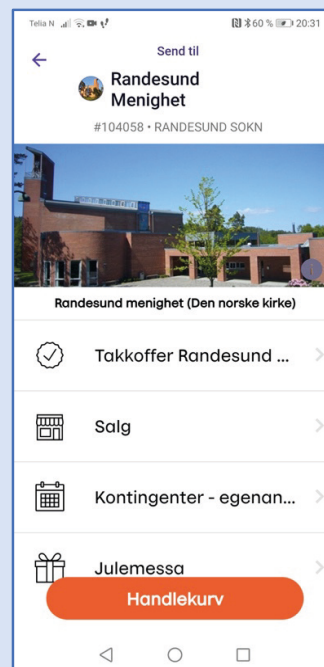 Telia N 60 % 20:31
Send til
Randesund
Menighet
#104058 • RANDESUND SOKN
Randesund menighet (Den norske kirke)
Takkoffer Randesund ...
Salg
Kontingenter - egenan...
Julemessa
Handlekurv